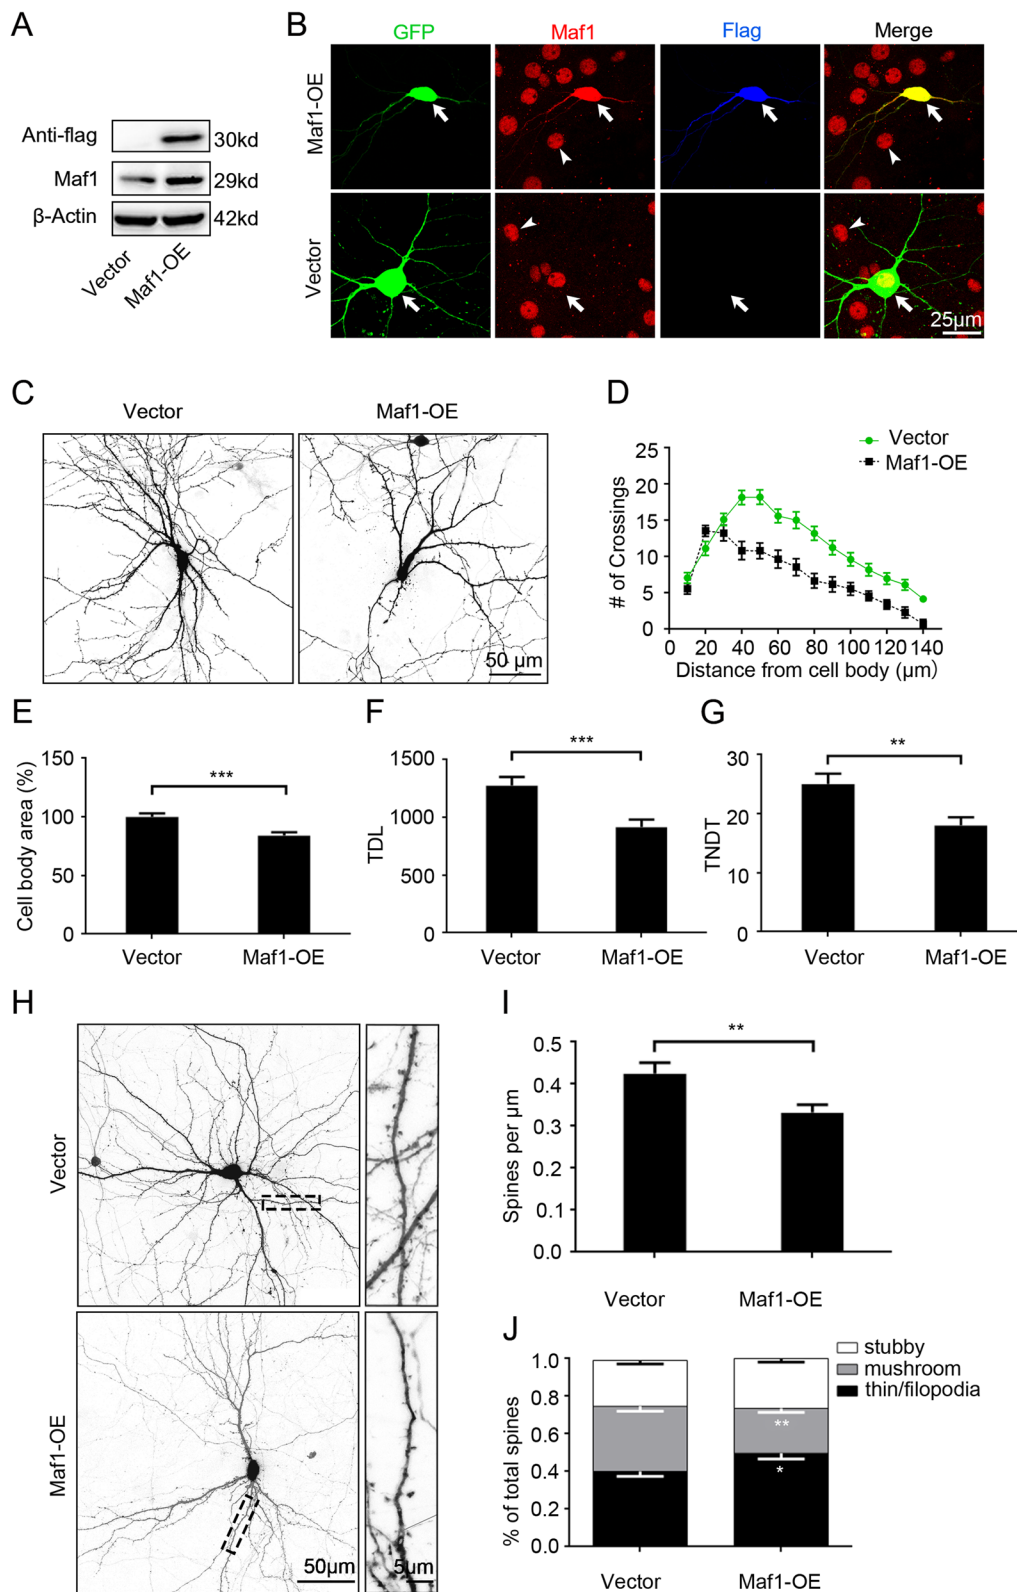 A
Anti-flag
30kd
Maf1
29kd
β-Actin
42kd
Vector
Maf1-OE
B
GFP
Maf1
Flag
Merge
Maf1-OE
Vector
25μm
C
Vector
Maf1-OE
50 μm
D
Vector
Maf1-OE
# of Crossings
25
20
15
10
5
0
0 20 40 60 80 100 120 140
Distance from cell body (μm)
E
Cell body area (%)
150
100
50
0
***
Vector
Maf1-OE
F
TDL
1500
1000
500
0
***
Vector
Maf1-OE
G
TNDT
30
20
10
0
**
Vector
Maf1-OE
H
Vector
Maf1-OE
50μm
5μm
I
Spines per μm
0.5
0.4
0.3
0.2
0.1
0.0
**
Vector
Maf1-OE
J
stubby
mushroom
thin/filopodia
% of total spines
1.0
0.8
0.6
0.4
0.2
0.0
**
*
Vector
Maf1-OE